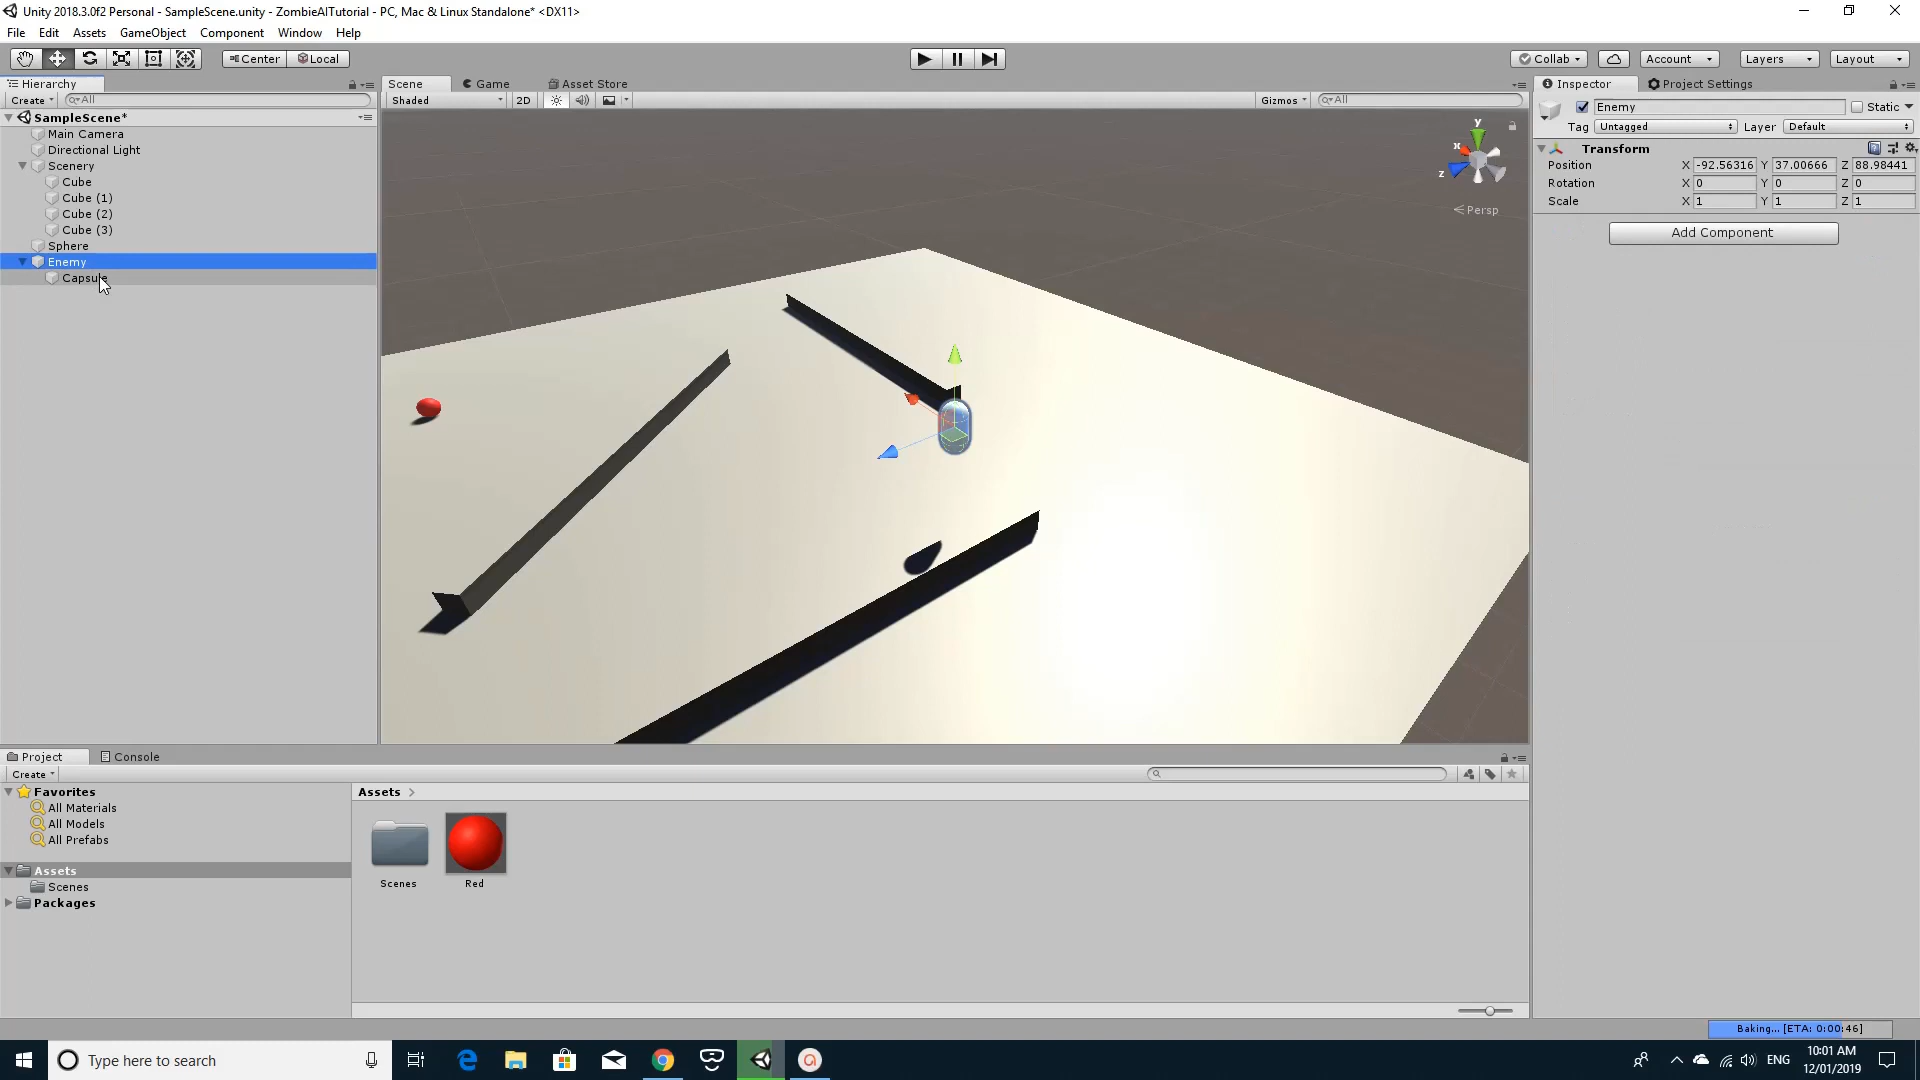 Unity 2018.3.0f2 Personal - SampleScene.unity - ZombieAITutorial - PC, Mac & Linux Standalone* <DX11>
File Edit Assets GameObject Component Window Help
Center Local Collab Account Layers Layout
Hierarchy Scene Game Asset Store Inspector Project Settings
Create All Shaded 2D Gizmos All
SampleScene*
Main Camera
Directional Light
Scenery
Cube
Cube (1)
Cube (2)
Cube (3)
Sphere
Enemy
Capsule
y
x
z
Persp
Enemy Static
Tag Untagged Layer Default
Transform
Position X -92.56316 Y 37.00666 Z 88.98441
Rotation X 0 Y 0 Z 0
Scale X 1 Y 1 Z 1
Add Component
Project Console
Create
Favorites
All Materials
All Models
All Prefabs
Assets
Scenes
Packages
Assets
Scenes Red
Baking... [ETA: 0:00:46]
Type here to search
ENG
10:01 AM
12/01/2019